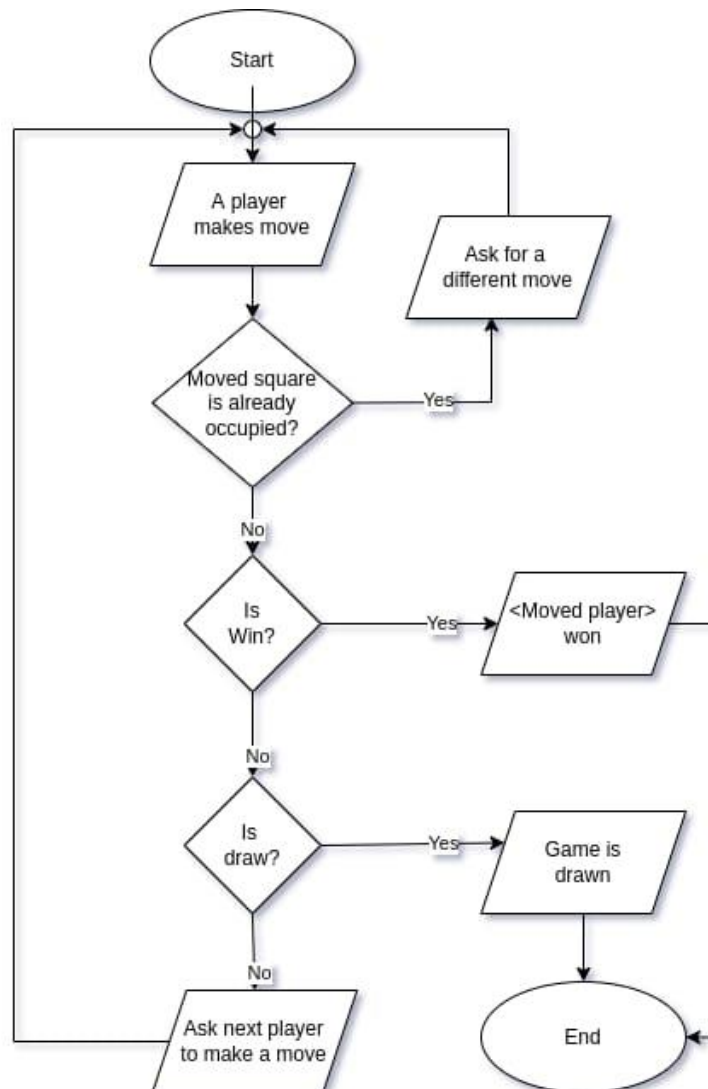 Start
A player
makes move
Ask for a
different move
Moved square
is already
occupied?
Yes
No
Is
Win?
Yes
<Moved player>
won
No
Is
draw?
Yes
Game is
drawn
No
Ask next player
to make a move
End